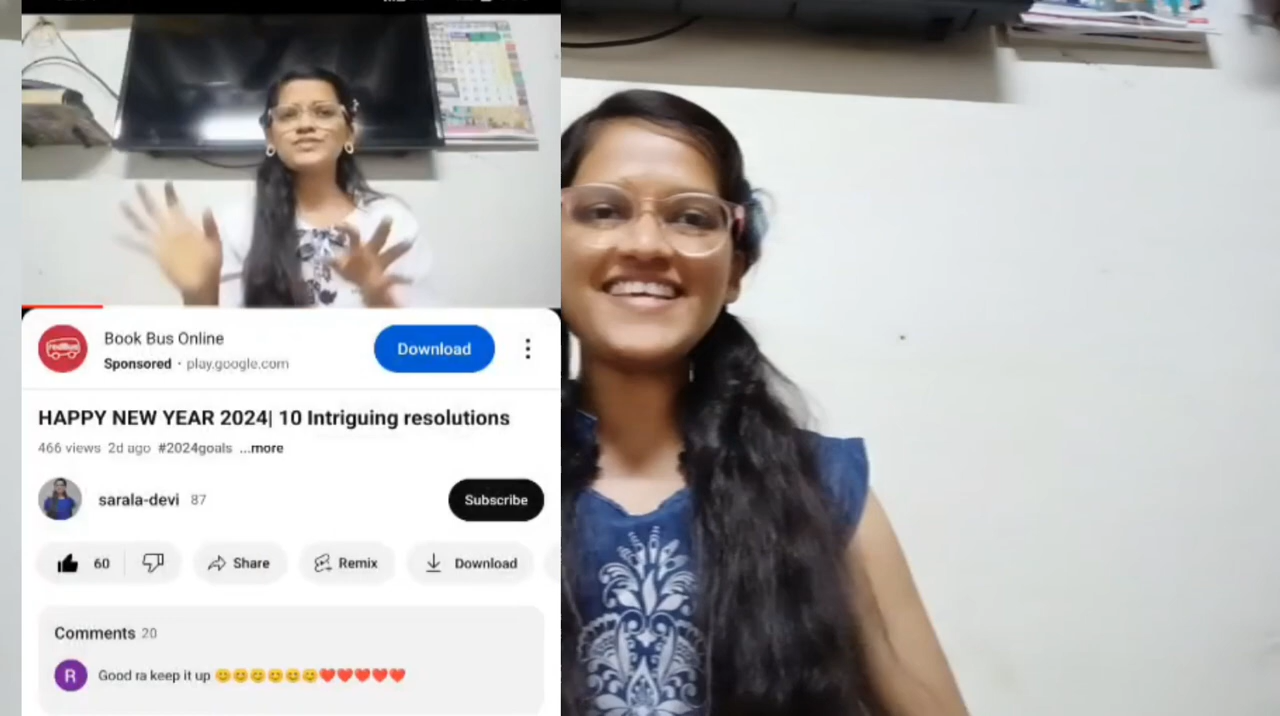 redBus
Book Bus Online
Download
Sponsored · play.google.com
HAPPY NEW YEAR 2024| 10 Intriguing resolutions
466 views 2d ago #2024goals ...more
sarala-devi 87
Subscribe
60
Share
Remix
Download
Comments 20
R
Good ra keep it up 😊😊😊😊😊😊❤️❤️❤️❤️❤️